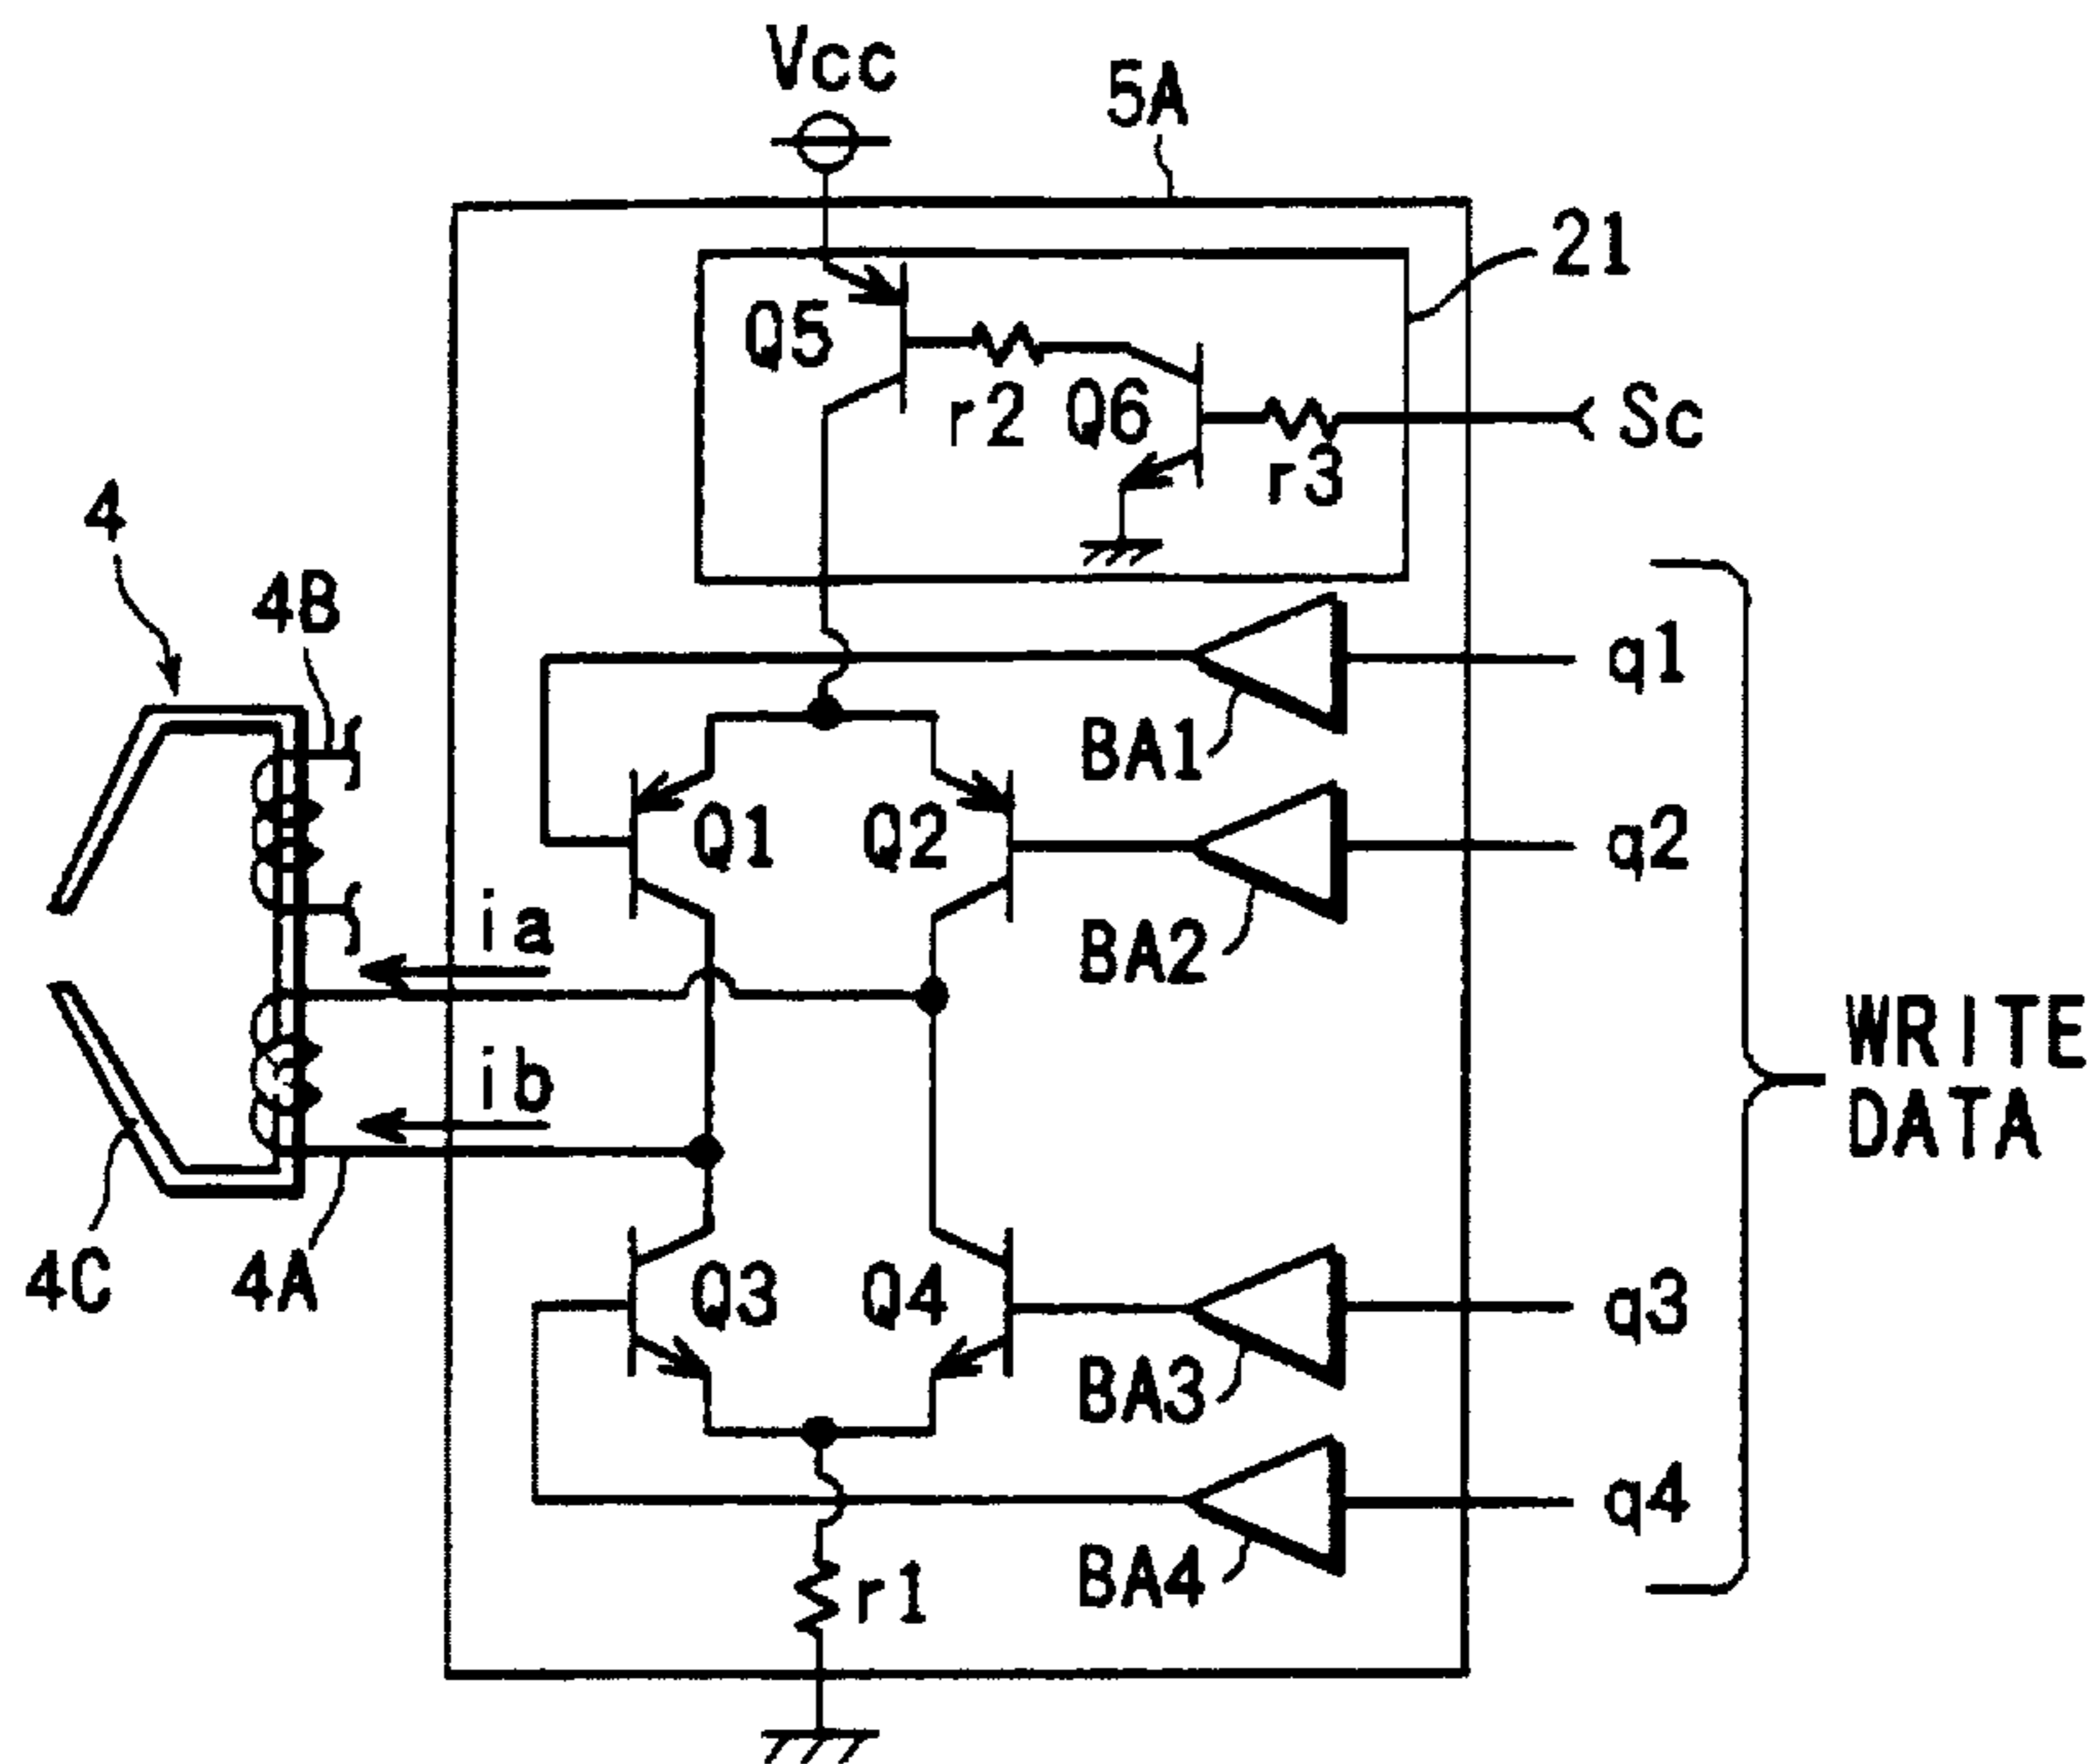 Vcc
5A
21
Q5
r2
Q6
r3
Sc
4
4B
q1
BA1
Q1
Q2
q2
BA2
ia
ib
WRITE
DATA
4C
4A
Q3
Q4
q3
BA3
q4
BA4
r1